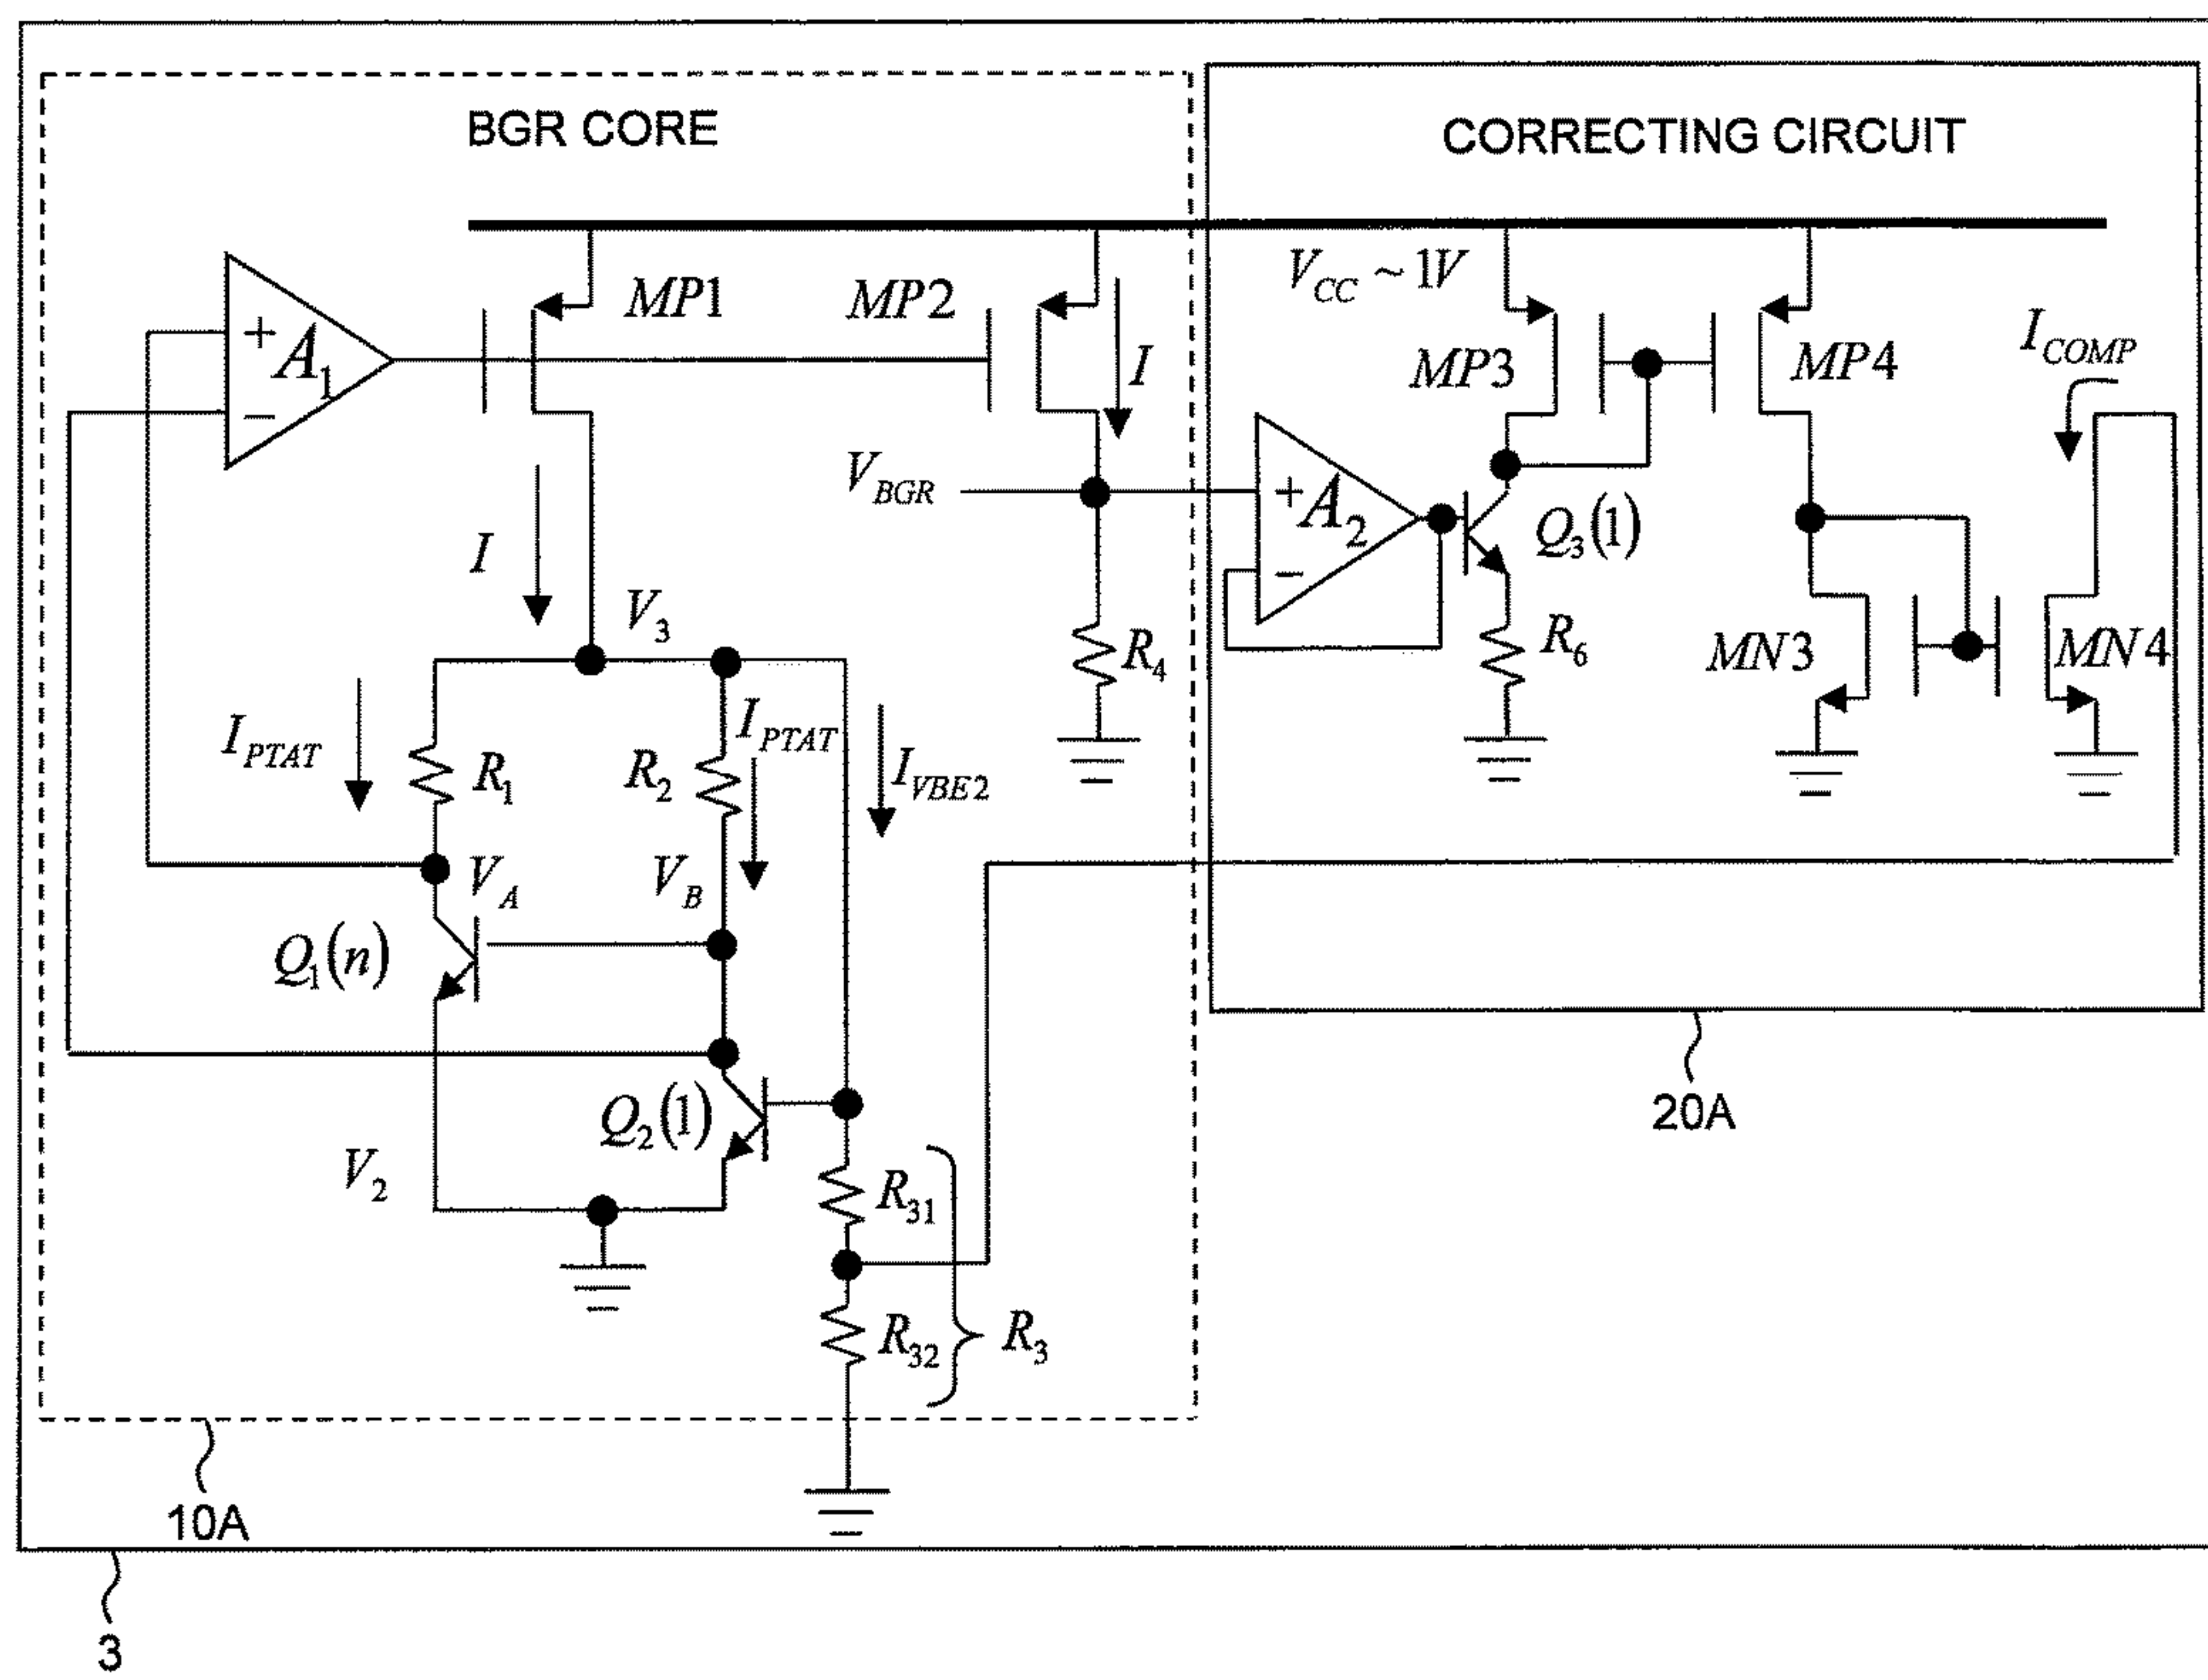 BGR CORE
CORRECTING CIRCUIT
V_CC ~ 1V
MP1
MP2
MP3
MP4
I_COMP
+
A_1
−
I
I
V_BGR
+
A_2
−
Q_3(1)
V_3
R_4
R_6
MN3
MN4
I_PTAT
R_1
R_2
I_PTAT
I_VBE2
V_A
V_B
Q_1(n)
Q_2(1)
20A
V_2
R_31
R_32
R_3
10A
3